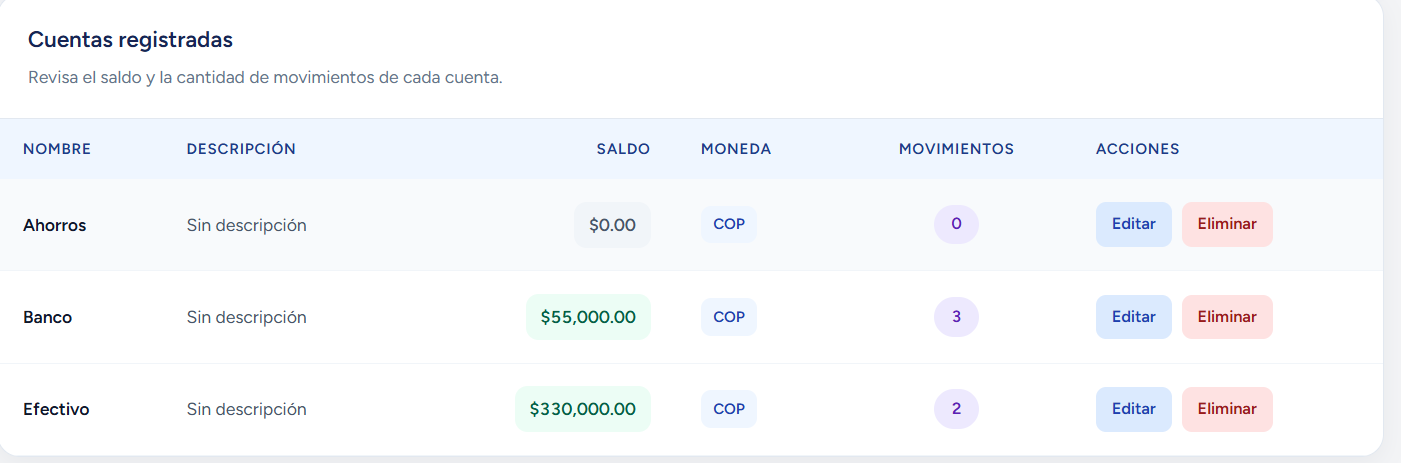 Cuentas registradas
Revisa el saldo y la cantidad de movimientos de cada cuenta.
NOMBRE DESCRIPCIÓN SALDO MONEDA MOVIMIENTOS ACCIONES
Ahorros Sin descripción $0.00 COP 0 Editar Eliminar
Banco Sin descripción $55,000.00 COP 3 Editar Eliminar
Efectivo Sin descripción $330,000.00 COP 2 Editar Eliminar